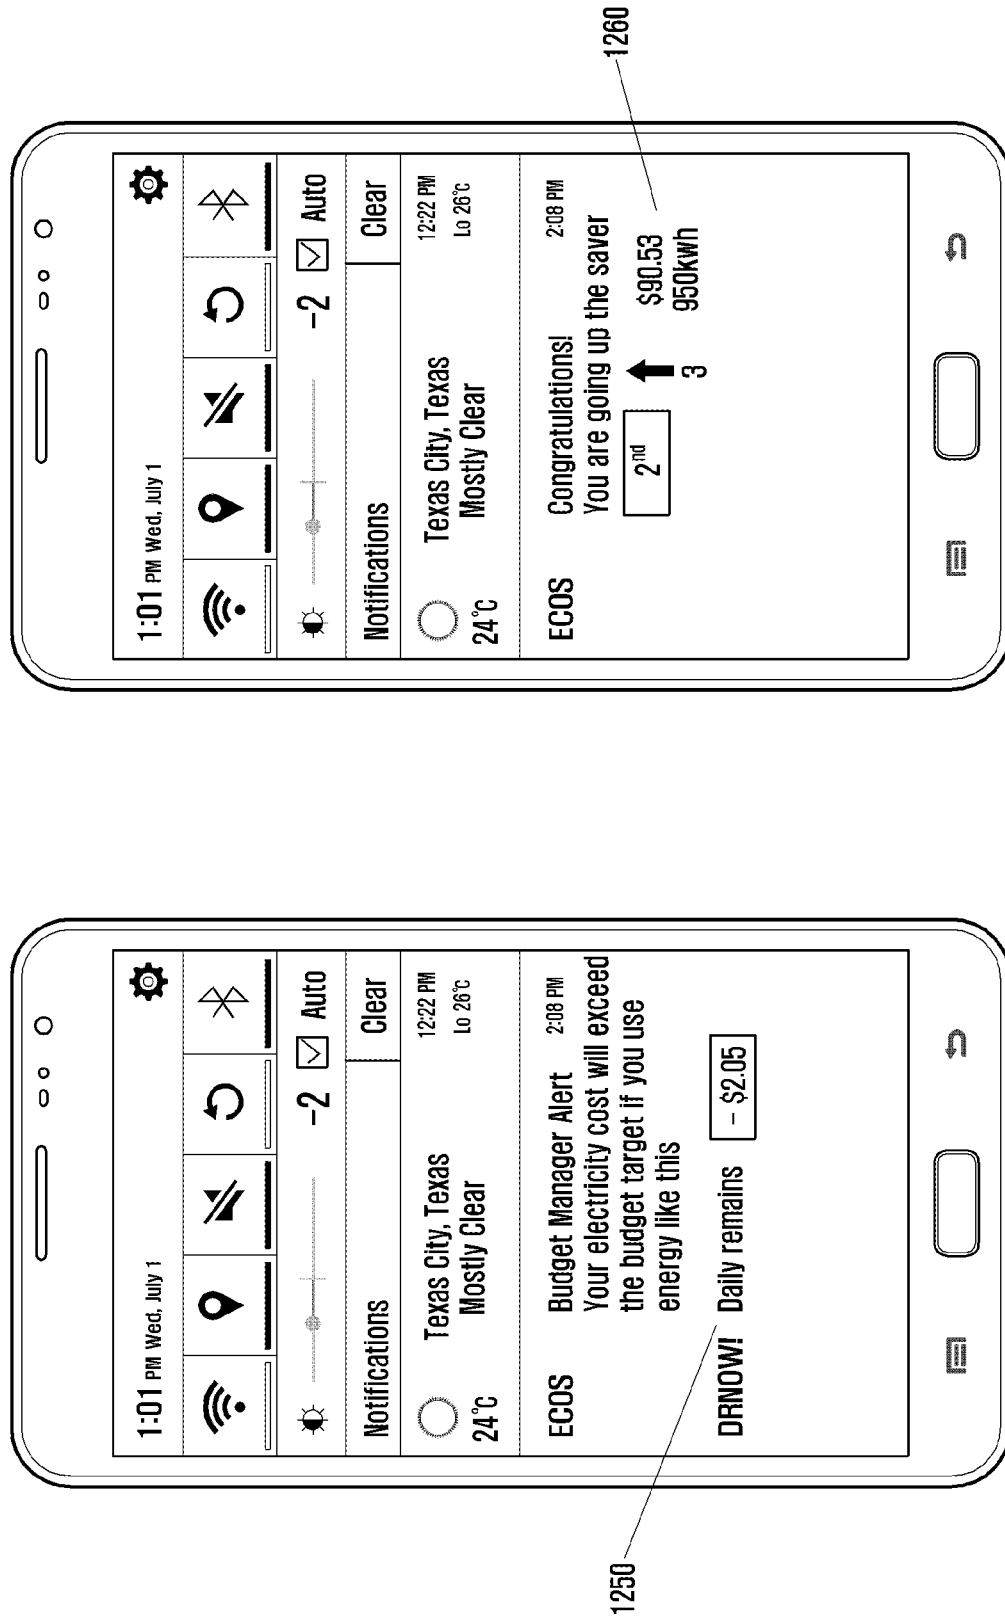 1:01 PM Wed, July 1
-2
Auto
Notifications
Clear
24°C
Texas City, Texas
Mostly Clear
12:22 PM
Lo 26°C
ECOS
Budget Manager Alert
2:08 PM
Your electricity cost will exceed
the budget target if you use
energy like this
DRNOW!
Daily remains
- $2.05
1250
1:01 PM Wed, July 1
-2
Auto
Notifications
Clear
24°C
Texas City, Texas
Mostly Clear
12:22 PM
Lo 26°C
ECOS
Congratulations!
2:08 PM
You are going up the saver
2nd
3
$90.53
950kwh
1260